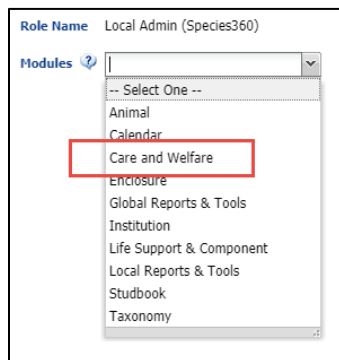 Role Name Local Admin (Species360)
Modules ?
-- Select One --
Animal
Calendar
Care and Welfare
Enclosure
Global Reports & Tools
Institution
Life Support & Component
Local Reports & Tools
Studbook
Taxonomy